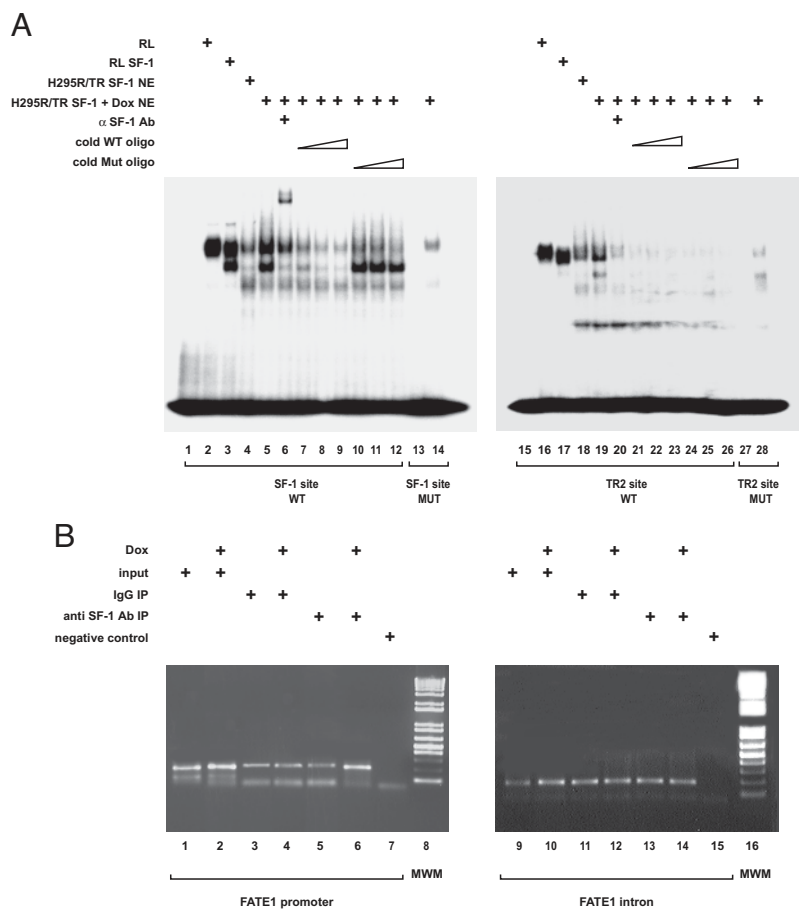 A
RL + +
RL SF-1 + +
H295R/TR SF-1 NE + +
H295R/TR SF-1 + Dox NE + + + + + + + + + + + + + + + + + +
α SF-1 Ab + +
cold WT oligo
cold Mut oligo
1 2 3 4 5 6 7 8 9 10 11 12 13 14 15 16 17 18 19 20 21 22 23 24 25 26 27 28
SF-1 site SF-1 site TR2 site TR2 site
WT MUT WT MUT
B
Dox + + + + + +
input + + + +
IgG IP + + + +
anti SF-1 Ab IP + + + +
negative control + +
1 2 3 4 5 6 7 8 9 10 11 12 13 14 15 16
MWM MWM
FATE1 promoter FATE1 intron